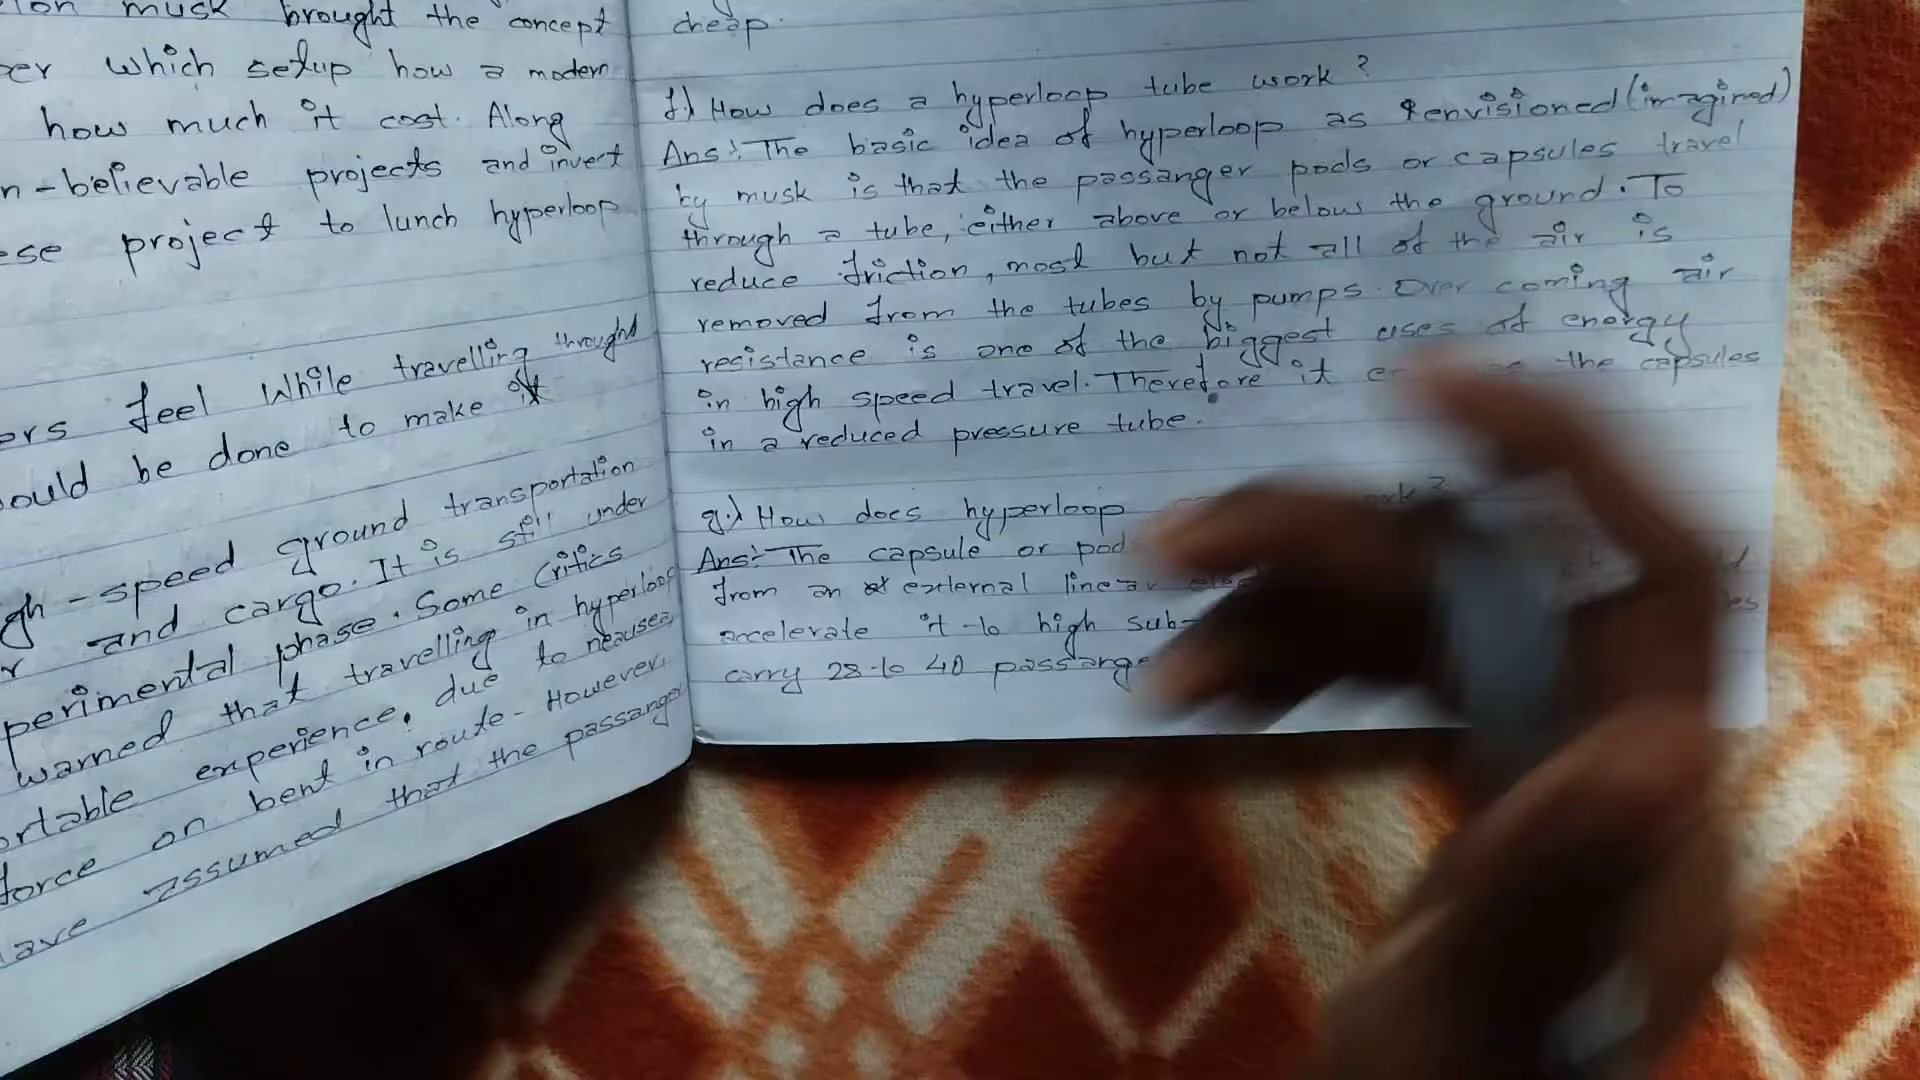 musk brought the concept
which setup how a modern
how much it cost. Along
n-believable projects and invert
ese project to lunch hyperloop
ers feel while travelling throught
ould be done to make it
gh-speed ground transportation
r and cargo. It is still under
perimental phase. Some Critics
warned that travelling in hyperloop
ortable experience, due to neausea,
force on bent in route. However,
ave assumed that the passanger
cheap.
f.) How does a hyperloop tube work?
Ans:- The basic idea of hyperloop as envisioned (imagined)
by musk is that the passanger pods or capsules travel
through a tube, either above or below the ground. To
reduce friction, most but not all of the air is
removed from the tubes by pumps. Over coming air
resistance is one of the biggest uses of energy
in high speed travel. Therefore it the capsules
in a reduced pressure tube.
g.) How does hyperloop
Ans:- The capsule or pod
from an external linear
accelerate it to high sub-
carry 28 to 40